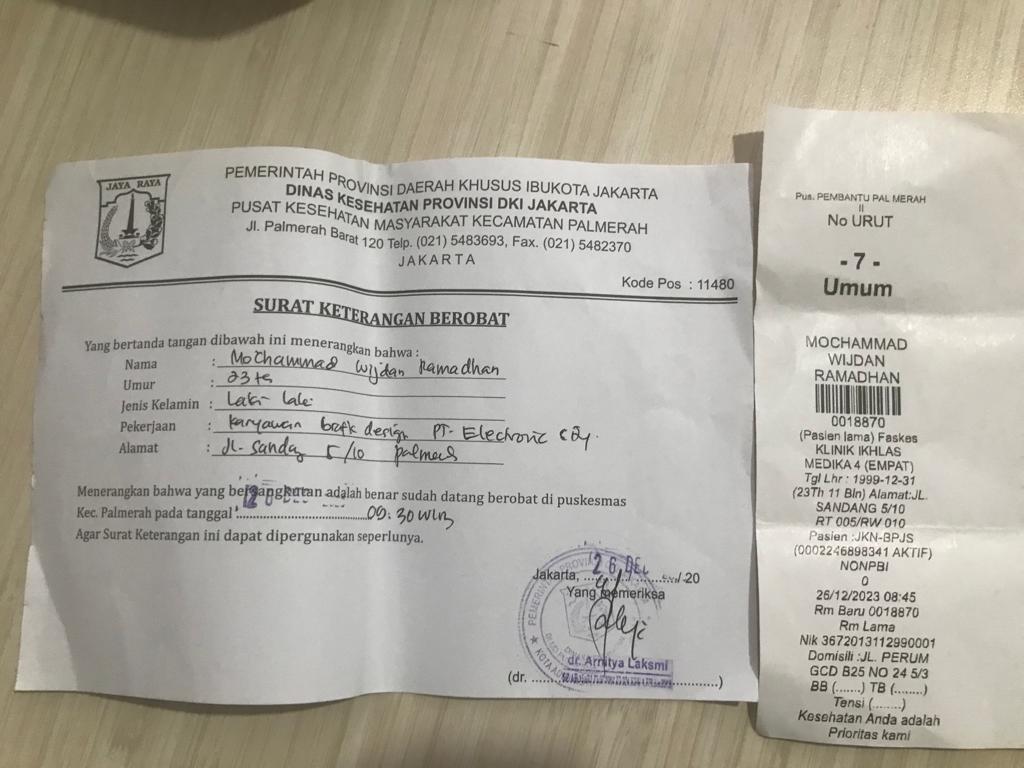 JAYA RAYA
PEMERINTAH PROVINSI DAERAH KHUSUS IBUKOTA JAKARTA
DINAS KESEHATAN PROVINSI DKI JAKARTA
PUSAT KESEHATAN MASYARAKAT KECAMATAN PALMERAH
Jl. Palmerah Barat 120 Telp. (021) 5483693, Fax. (021) 5482370
JAKARTA
Kode Pos : 11480
SURAT KETERANGAN BEROBAT
Yang bertanda tangan dibawah ini menerangkan bahwa :
Nama : Mochammad Wijdan Ramadhan
Umur : 23 th
Jenis Kelamin : Laki-laki
Pekerjaan : Karyawan design PT. Electronic City.
Alamat : Jl. Sandang 5/10 palmerah
Menerangkan bahwa yang bersangkutan adalah benar sudah datang berobat di puskesmas
Kec. Palmerah pada tanggal 26 DEC 09:30 WIB
Agar Surat Keterangan ini dapat dipergunakan seperlunya.
Jakarta, 26 DEC /20
Yang memeriksa
dr. Arnitya Laksmi
(dr. ....................................)
Pus. PEMBANTU PAL MERAH
II
No URUT
- 7 -
Umum
MOCHAMMAD
WIJDAN
RAMADHAN
0018870
(Pasien lama) Faskes
KLINIK IKHLAS
MEDIKA 4 (EMPAT)
Tgl Lhr : 1999-12-31
(23Th 11 Bln) Alamat:JL.
SANDANG 5/10
RT 005/RW 010
Pasien :JKN-BPJS
(0002246898341 AKTIF)
NONPBI
0
26/12/2023 08:45
Rm Baru 0018870
Rm Lama
Nik 3672013112990001
Domisili :JL. PERUM
GCD B25 NO 24 5/3
BB (.......) TB (.......)
Tensi (.......)
Kesehatan Anda adalah
Prioritas kami